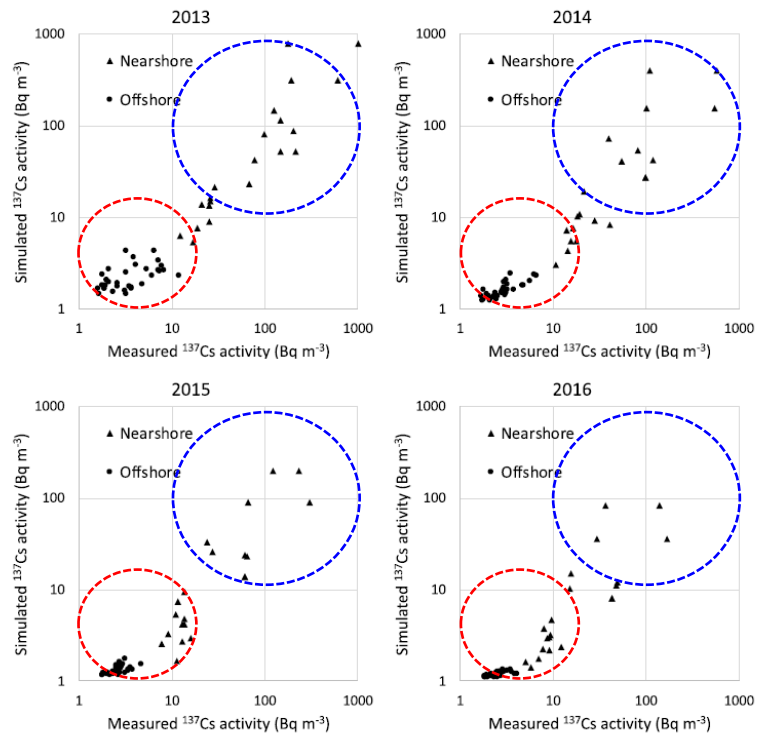 2013
1000
100
10
1
1
10
100
1000
Simulated ¹³⁷Cs activity (Bq m⁻³)
Measured ¹³⁷Cs activity (Bq m⁻³)
Nearshore
Offshore
2014
1000
100
10
1
1
10
100
1000
Simulated ¹³⁷Cs activity (Bq m⁻³)
Measured ¹³⁷Cs activity (Bq m⁻³)
Nearshore
Offshore
2015
1000
100
10
1
1
10
100
1000
Simulated ¹³⁷Cs activity (Bq m⁻³)
Measured ¹³⁷Cs activity (Bq m⁻³)
Nearshore
Offshore
2016
1000
100
10
1
1
10
100
1000
Simulated ¹³⁷Cs activity (Bq m⁻³)
Measured ¹³⁷Cs activity (Bq m⁻³)
Nearshore
Offshore